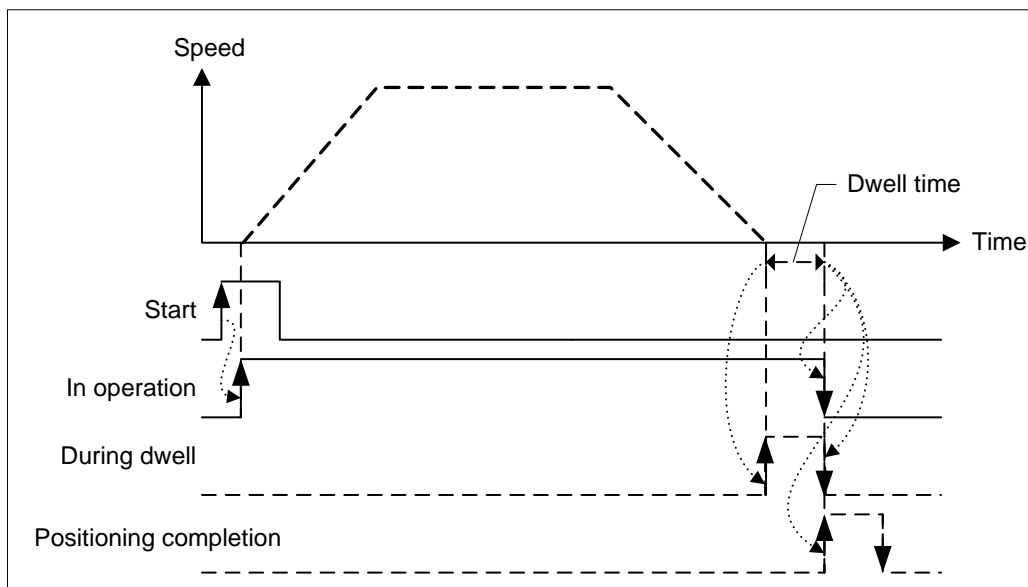 Speed
Dwell time
Time
Start
In operation
During dwell
Positioning completion